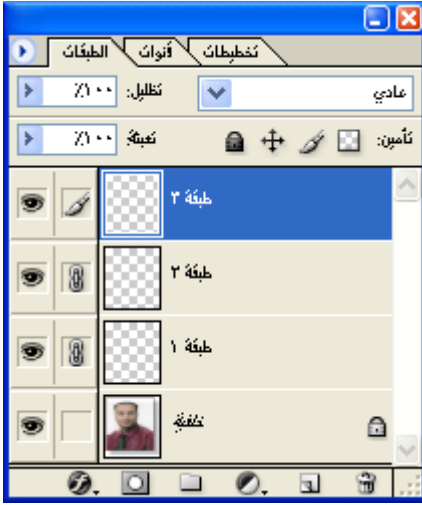 الطبقات قنوات تخطيطات
عادي تظليل: ١٠٠٪
تأمين: تعبئة: ١٠٠٪
طبقة ٣
طبقة ٢
طبقة ١
خلفية